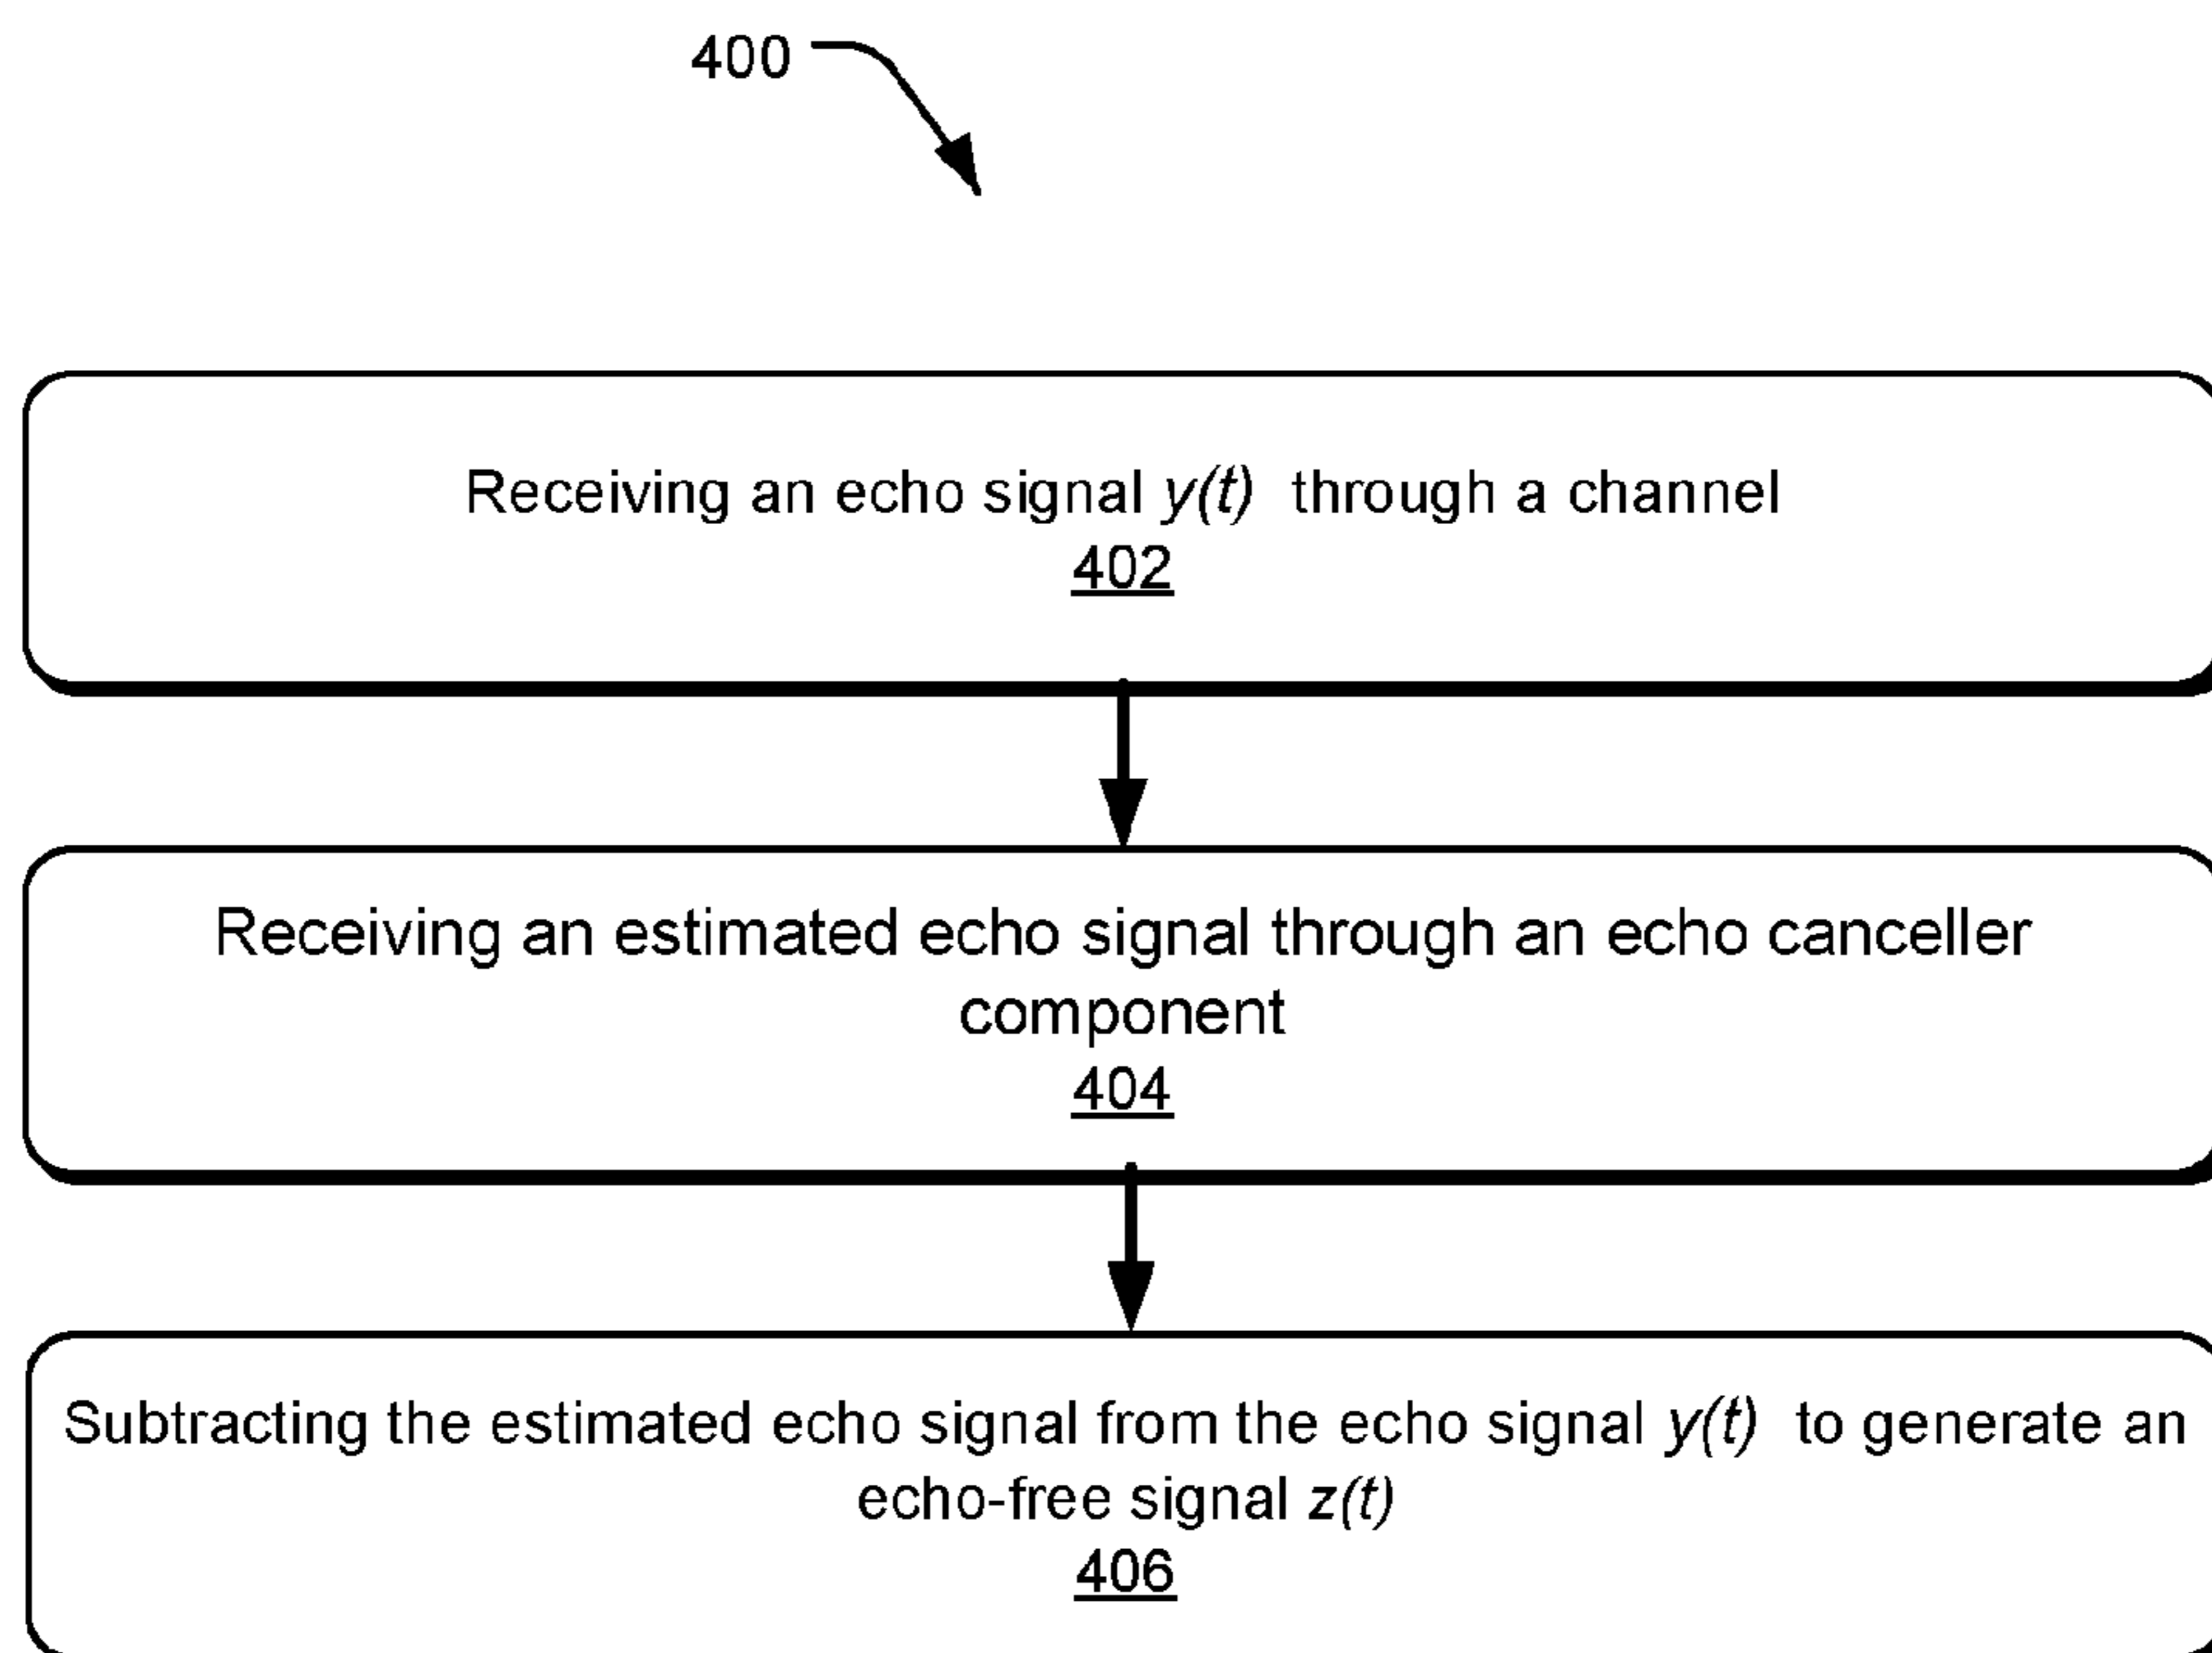 400
Receiving an echo signal y(t) through a channel
402
Receiving an estimated echo signal through an echo canceller
component
404
Subtracting the estimated echo signal from the echo signal y(t) to generate an
echo-free signal z(t)
406